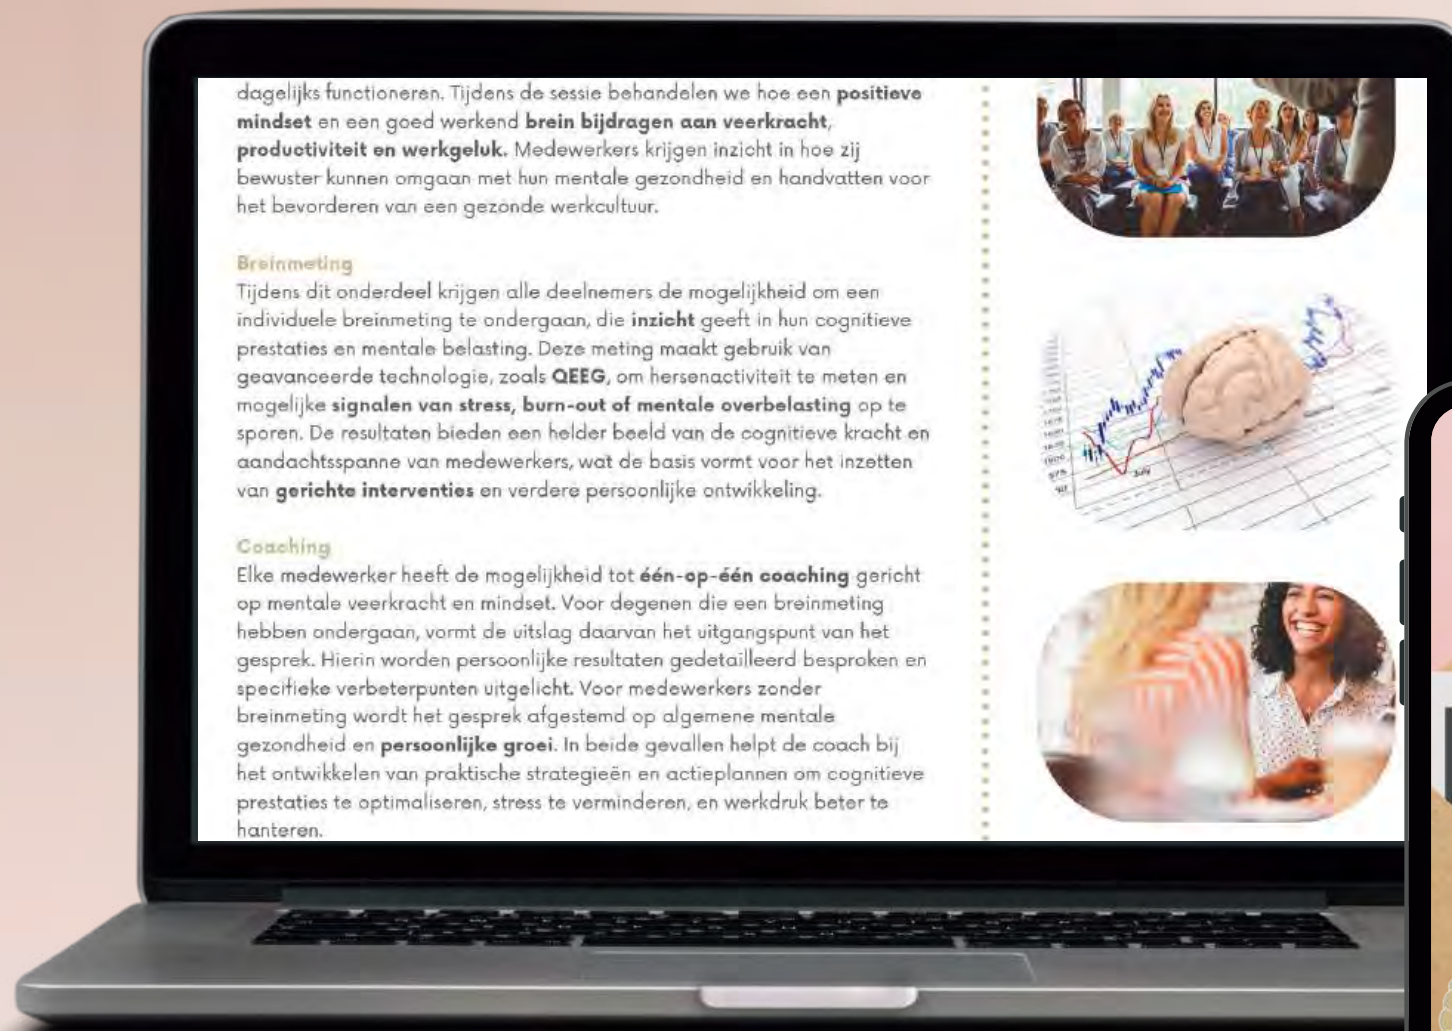 dagelijks functioneren. Tijdens de sessie behandelen we hoe een positieve
mindset en een goed werkend brein bijdragen aan veerkracht,
productiviteit en werkgeluk. Medewerkers krijgen inzicht in hoe zij
bewuster kunnen omgaan met hun mentale gezondheid en handvatten voor
het bevorderen van een gezonde werkcultuur.
Breinmeting
Tijdens dit onderdeel krijgen alle deelnemers de mogelijkheid om een
individuele breinmeting te ondergaan, die inzicht geeft in hun cognitieve
prestaties en mentale belasting. Deze meting maakt gebruik van
geavanceerde technologie, zoals QEEG, om hersenactiviteit te meten en
mogelijke signalen van stress, burn-out of mentale overbelasting op te
sporen. De resultaten bieden een helder beeld van de cognitieve kracht en
aandachtsspanne van medewerkers, wat de basis vormt voor het inzetten
van gerichte interventies en verdere persoonlijke ontwikkeling.
Coaching
Elke medewerker heeft de mogelijkheid tot één-op-één coaching gericht
op mentale veerkracht en mindset. Voor degenen die een breinmeting
hebben ondergaan, vormt de uitslag daarvan het uitgangspunt van het
gesprek. Hierin worden persoonlijke resultaten gedetailleerd besproken en
specifieke verbeterpunten uitgelicht. Voor medewerkers zonder
breinmeting wordt het gesprek afgestemd op algemene mentale
gezondheid en persoonlijke groei. In beide gevallen helpt de coach bij
het ontwikkelen van praktische strategieën en actieplannen om cognitieve
prestaties te optimaliseren, stress te verminderen, en werkdruk beter te
hanteren.
July